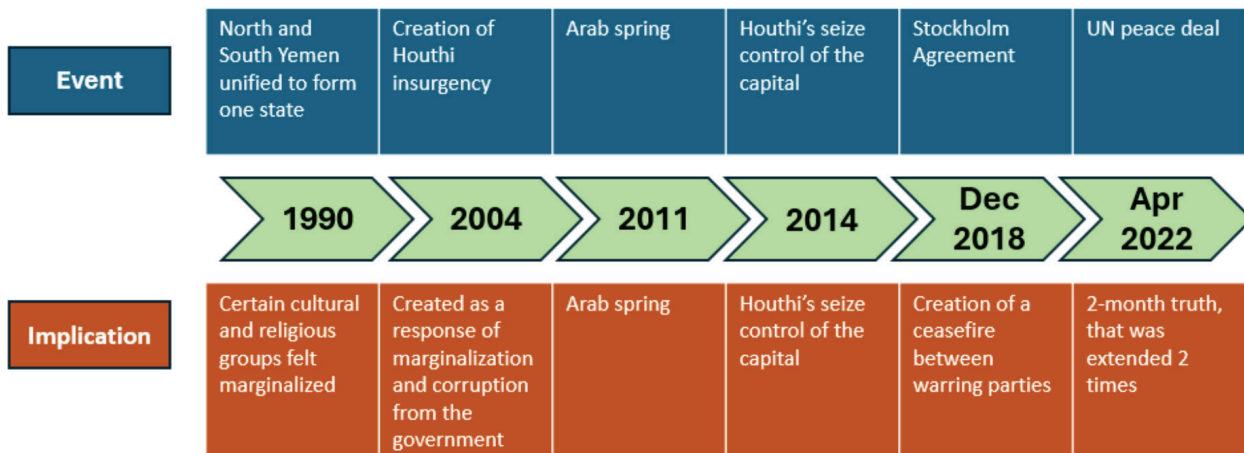 Event
North and
South Yemen
unified to form
one state
Creation of
Houthi
insurgency
Arab spring
Houthi's seize
control of the
capital
Stockholm
Agreement
UN peace deal
1990
2004
2011
2014
Dec
2018
Apr
2022
Implication
Certain cultural
and religious
groups felt
marginalized
Created as a
response of
marginalization
and corruption
from the
government
Arab spring
Houthi's seize
control of the
capital
Creation of a
ceasefire
between
warring parties
2-month truth,
that was
extended 2
times